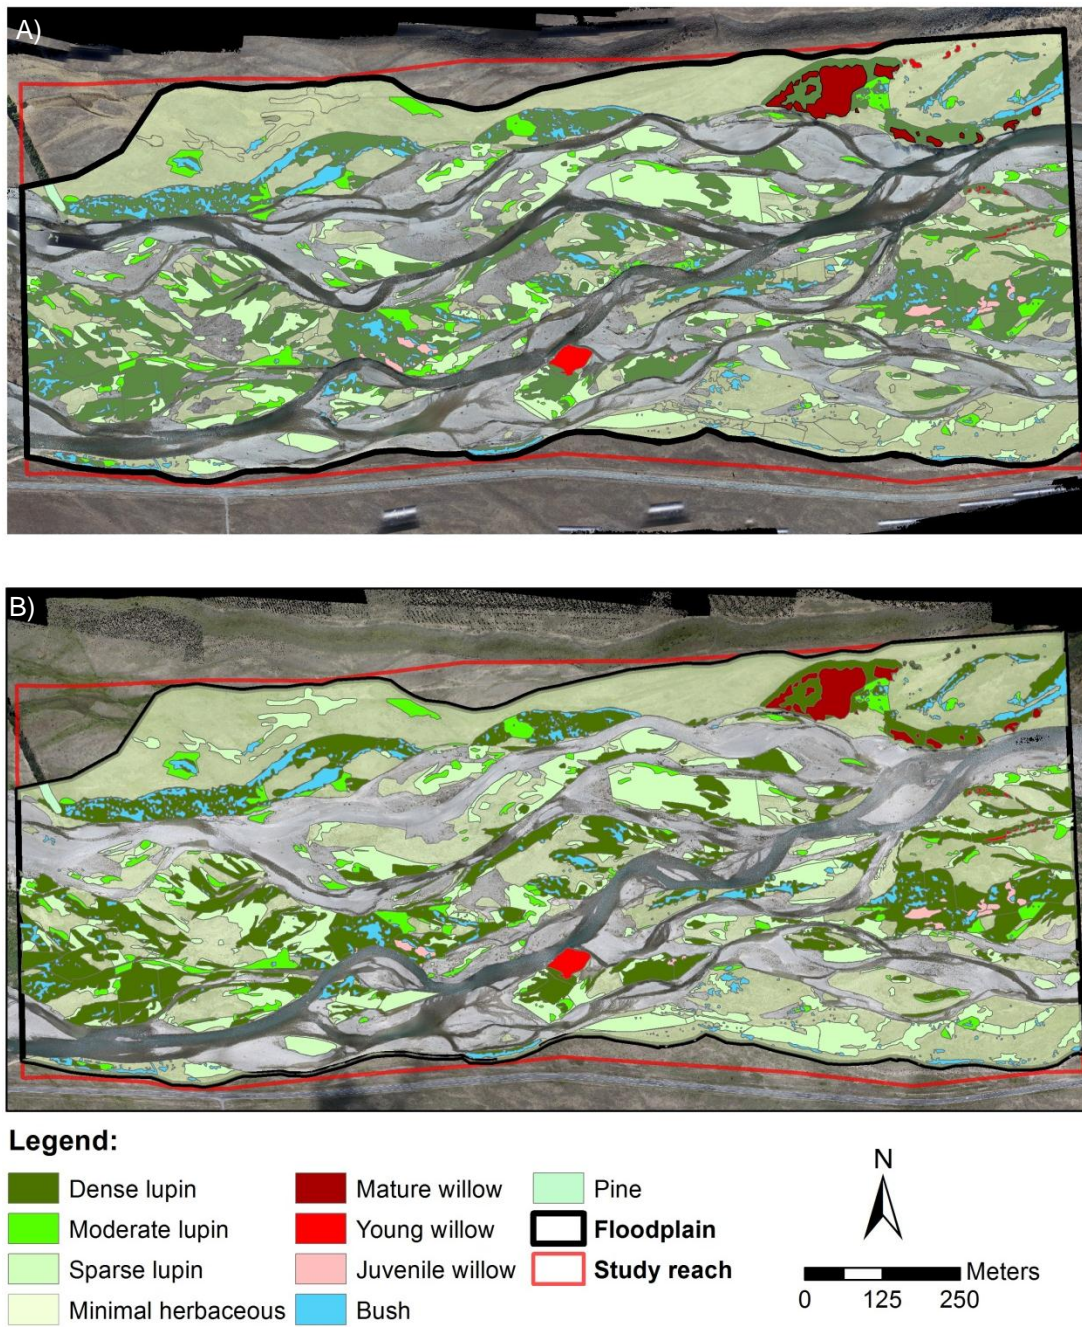 A)
B)
Legend:
Dense lupin
Moderate lupin
Sparse lupin
Minimal herbaceous
Mature willow
Young willow
Juvenile willow
Bush
Pine
Floodplain
Study reach
N
Meters
0 125 250